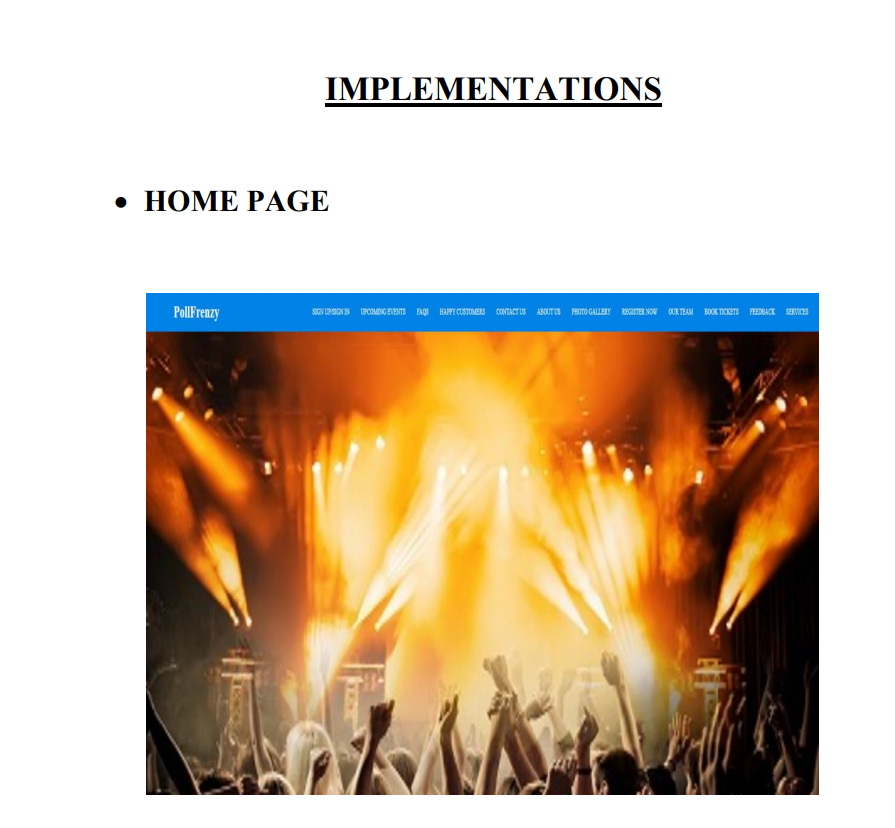 IMPLEMENTATIONS
• HOME PAGE
PollFrenzy SIGN UP/SIGN IN UPCOMING EVENTS FAQS HAPPY CUSTOMERS CONTACT US ABOUT US PHOTO GALLERY REGISTER NOW OUR TEAM BOOK TICKETS FEEDBACK SERVICES